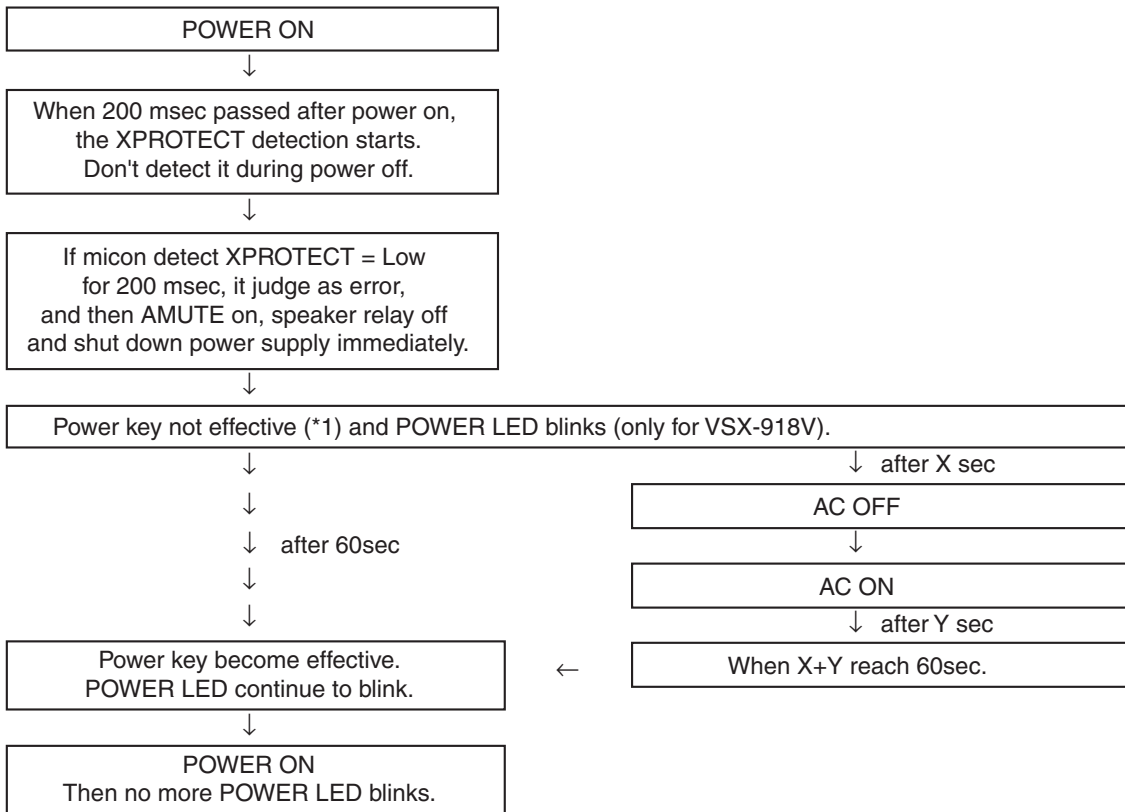 POWER ON
↓
When 200 msec passed after power on,
the XPROTECT detection starts.
Don't detect it during power off.
↓
If micon detect XPROTECT = Low
for 200 msec, it judge as error,
and then AMUTE on, speaker relay off
and shut down power supply immediately.
↓
Power key not effective (*1) and POWER LED blinks (only for VSX-918V).
↓
↓
↓ after 60sec
↓
↓
↓ after X sec
AC OFF
↓
AC ON
↓ after Y sec
When X+Y reach 60sec.
←
Power key become effective.
POWER LED continue to blink.
↓
POWER ON
Then no more POWER LED blinks.